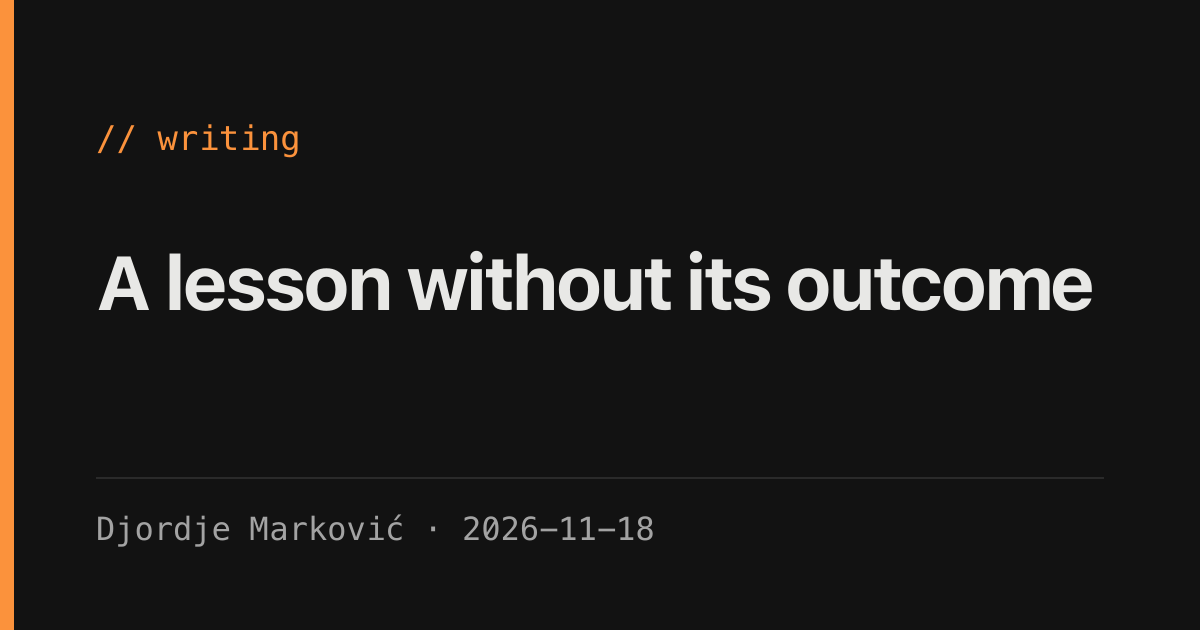 // writing
A lesson without its outcome
Djordje Marković · 2026-11-18